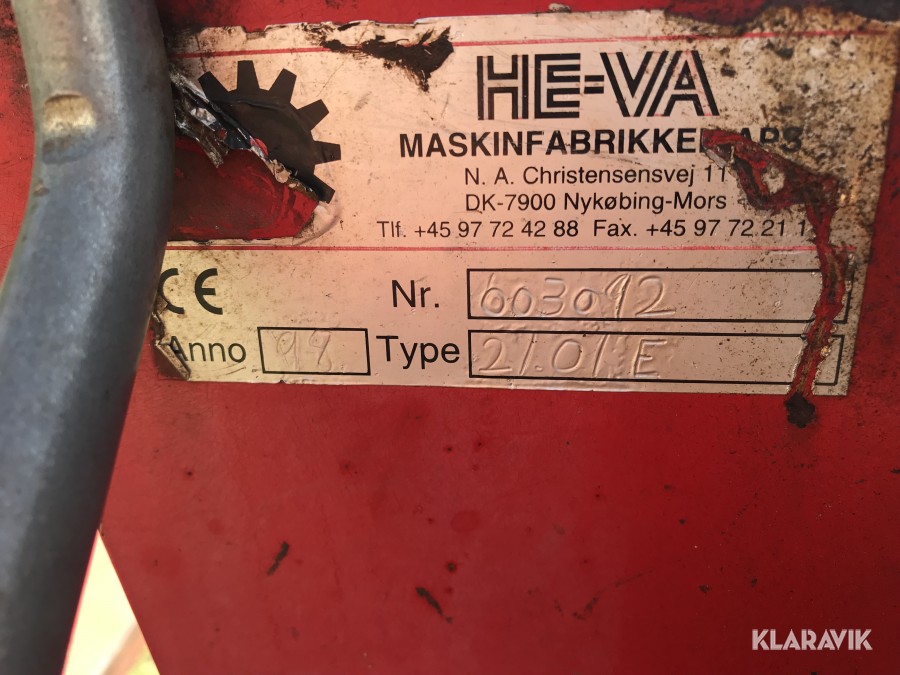 HE-VA
MASKINFABRIKKEN APS
N. A. Christensensvej 11
DK-7900 Nykøbing-Mors
Tlf. +45 97 72 42 88 Fax. +45 97 72 21 1
CE
Nr. 603092
Anno 98 Type 21.01.E
KLARAVIK